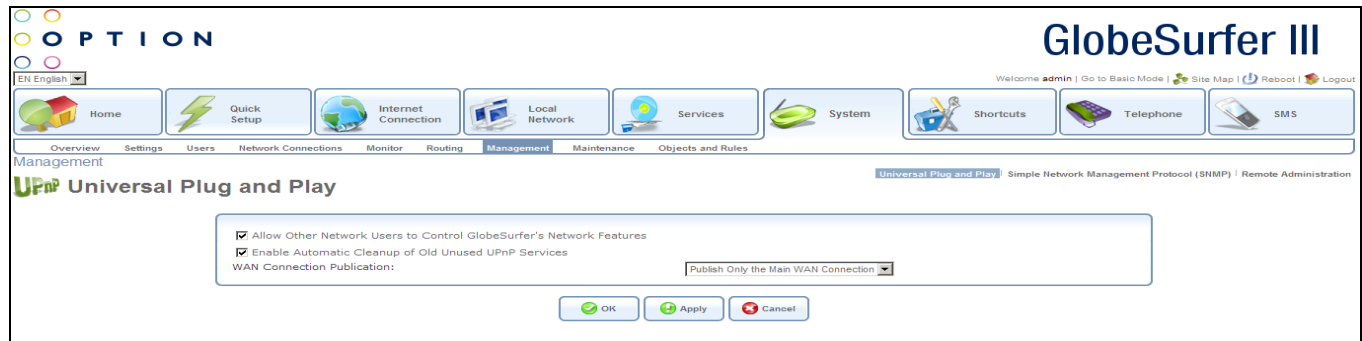 OPTION
GlobeSurfer III
EN English
Welcome admin | Go to Basic Mode | Site Map | Reboot | Logout
Home
Quick
Setup
Internet
Connection
Local
Network
Services
System
Shortcuts
Telephone
SMS
Overview Settings Users Network Connections Monitor Routing Management Maintenance Objects and Rules
Management
Universal Plug and Play | Simple Network Management Protocol (SNMP) | Remote Administration
UPnP Universal Plug and Play
Allow Other Network Users to Control GlobeSurfer's Network Features
Enable Automatic Cleanup of Old Unused UPnP Services
WAN Connection Publication: Publish Only the Main WAN Connection
OK Apply Cancel